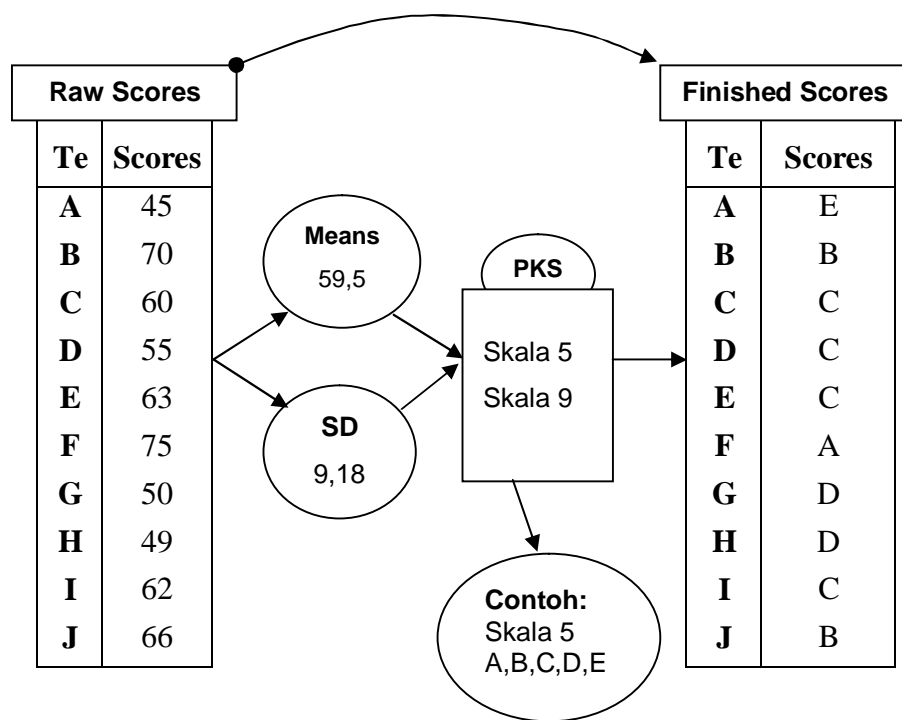 Raw Scores
Te Scores
A 45
B 70
C 60
D 55
E 63
F 75
G 50
H 49
I 62
J 66
Means
59,5
SD
9,18
PKS
Skala 5
Skala 9
Contoh:
Skala 5
A,B,C,D,E
Finished Scores
Te Scores
A E
B B
C C
D C
E C
F A
G D
H D
I C
J B